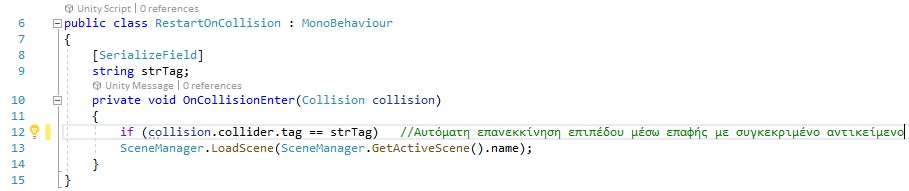 Unity Script | 0 references
6 public class RestartOnCollision : MonoBehaviour
7 {
8 [SerializeField]
9 string strTag;
Unity Message | 0 references
10 private void OnCollisionEnter(Collision collision)
11 {
12 if (collision.collider.tag == strTag) //Αυτόματη επανεκκίνηση επιπέδου μέσω επαφής με συγκεκριμένο αντικείμενο
13 SceneManager.LoadScene(SceneManager.GetActiveScene().name);
14 }
15 }